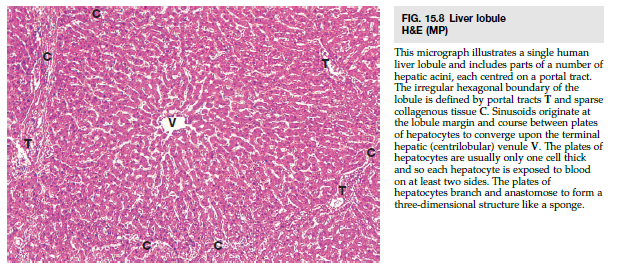 C
C
T
V
T
C
T
C
C
FIG. 15.8 Liver lobule
H&E (MP)
This micrograph illustrates a single human
liver lobule and includes parts of a number of
hepatic acini, each centred on a portal tract.
The irregular hexagonal boundary of the
lobule is defined by portal tracts T and sparse
collagenous tissue C. Sinusoids originate at
the lobule margin and course between plates
of hepatocytes to converge upon the terminal
hepatic (centrilobular) venule V. The plates of
hepatocytes are usually only one cell thick
and so each hepatocyte is exposed to blood
on at least two sides. The plates of
hepatocytes branch and anastomose to form a
three-dimensional structure like a sponge.